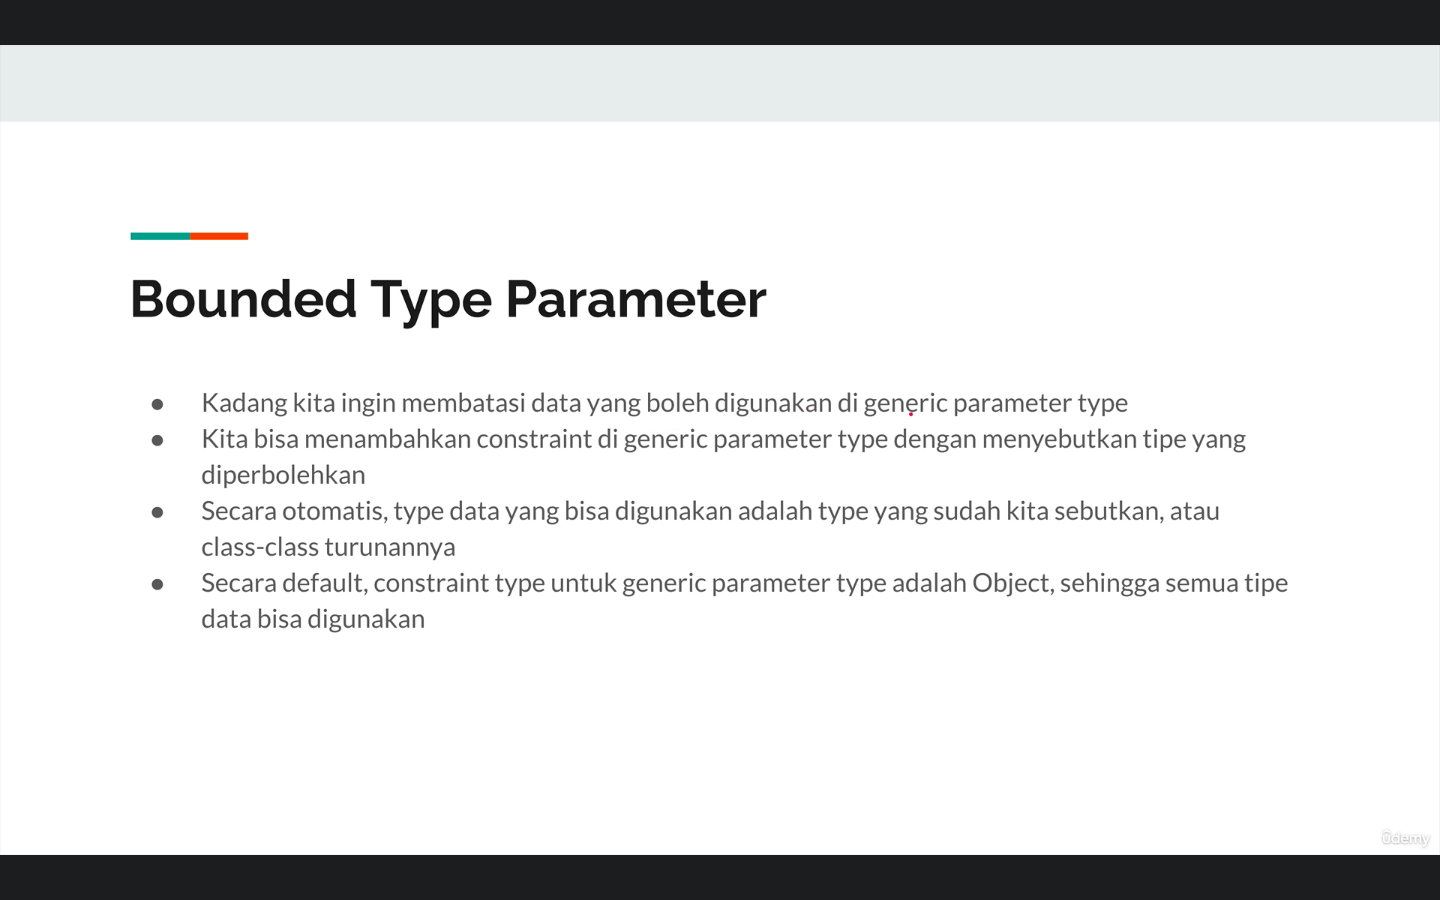 Bounded Type Parameter
● Kadang kita ingin membatasi data yang boleh digunakan di generic parameter type
● Kita bisa menambahkan constraint di generic parameter type dengan menyebutkan tipe yang
diperbolehkan
● Secara otomatis, type data yang bisa digunakan adalah type yang sudah kita sebutkan, atau
class-class turunannya
● Secara default, constraint type untuk generic parameter type adalah Object, sehingga semua tipe
data bisa digunakan
ûdemy